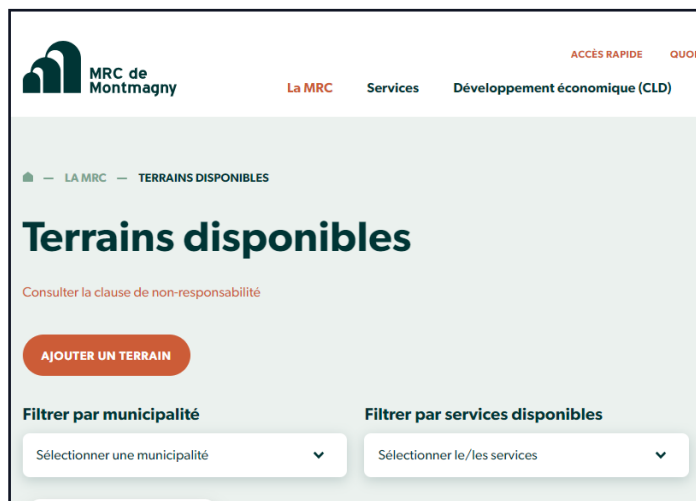 MRC de
Montmagny
ACCÈS RAPIDE
La MRC Services Développement économique (CLD)
— LA MRC — TERRAINS DISPONIBLES
Terrains disponibles
Consulter la clause de non-responsabilité
AJOUTER UN TERRAIN
Filtrer par municipalité Filtrer par services disponibles
Sélectionner une municipalité Sélectionner le/les services